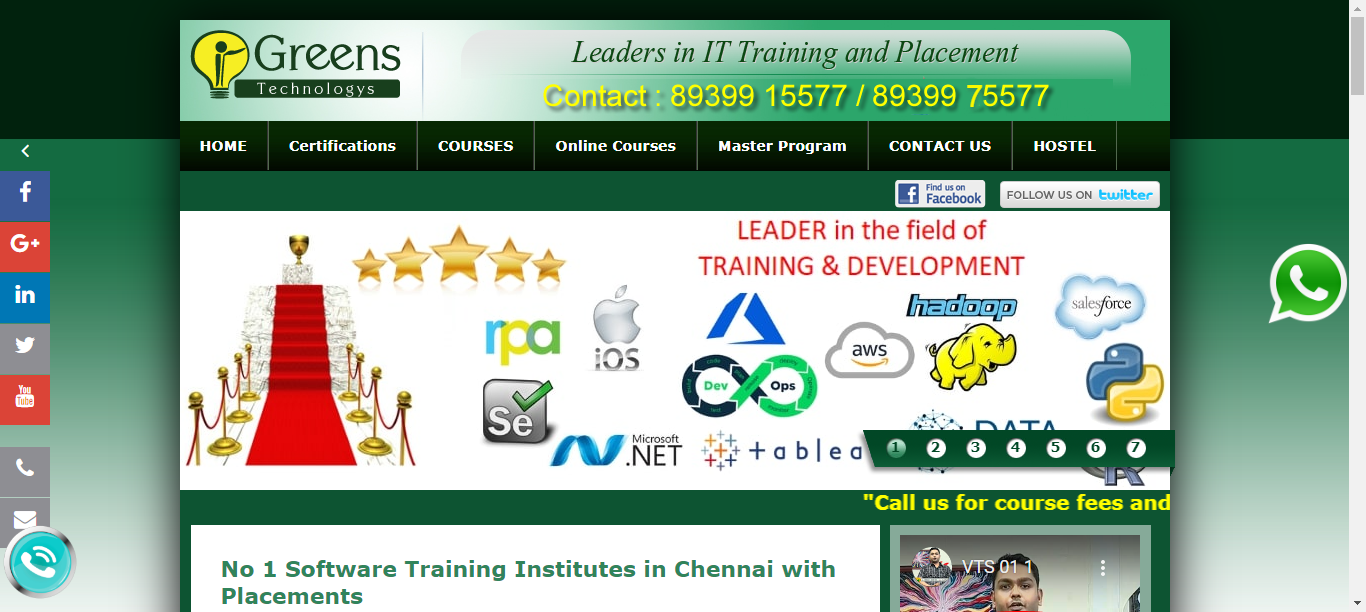 Greens
Technologys
Leaders in IT Training and Placement
Contact : 89399 15577 / 89399 75577
HOME
Certifications
COURSES
Online Courses
Master Program
CONTACT US
HOSTEL
Find us on
Facebook
FOLLOW US ON twitter
f
G+
in
You
Tube
LEADER in the field of
TRAINING & DEVELOPMENT
rpa
iOS
hadoop
salesforce
aws
Dev Ops
Se
Microsoft
.NET
+ a b l e a
DATA
R
1 2 3 4 5 6 7
"Call us for course fees and
No 1 Software Training Institutes in Chennai with
Placements
VTS 01 1